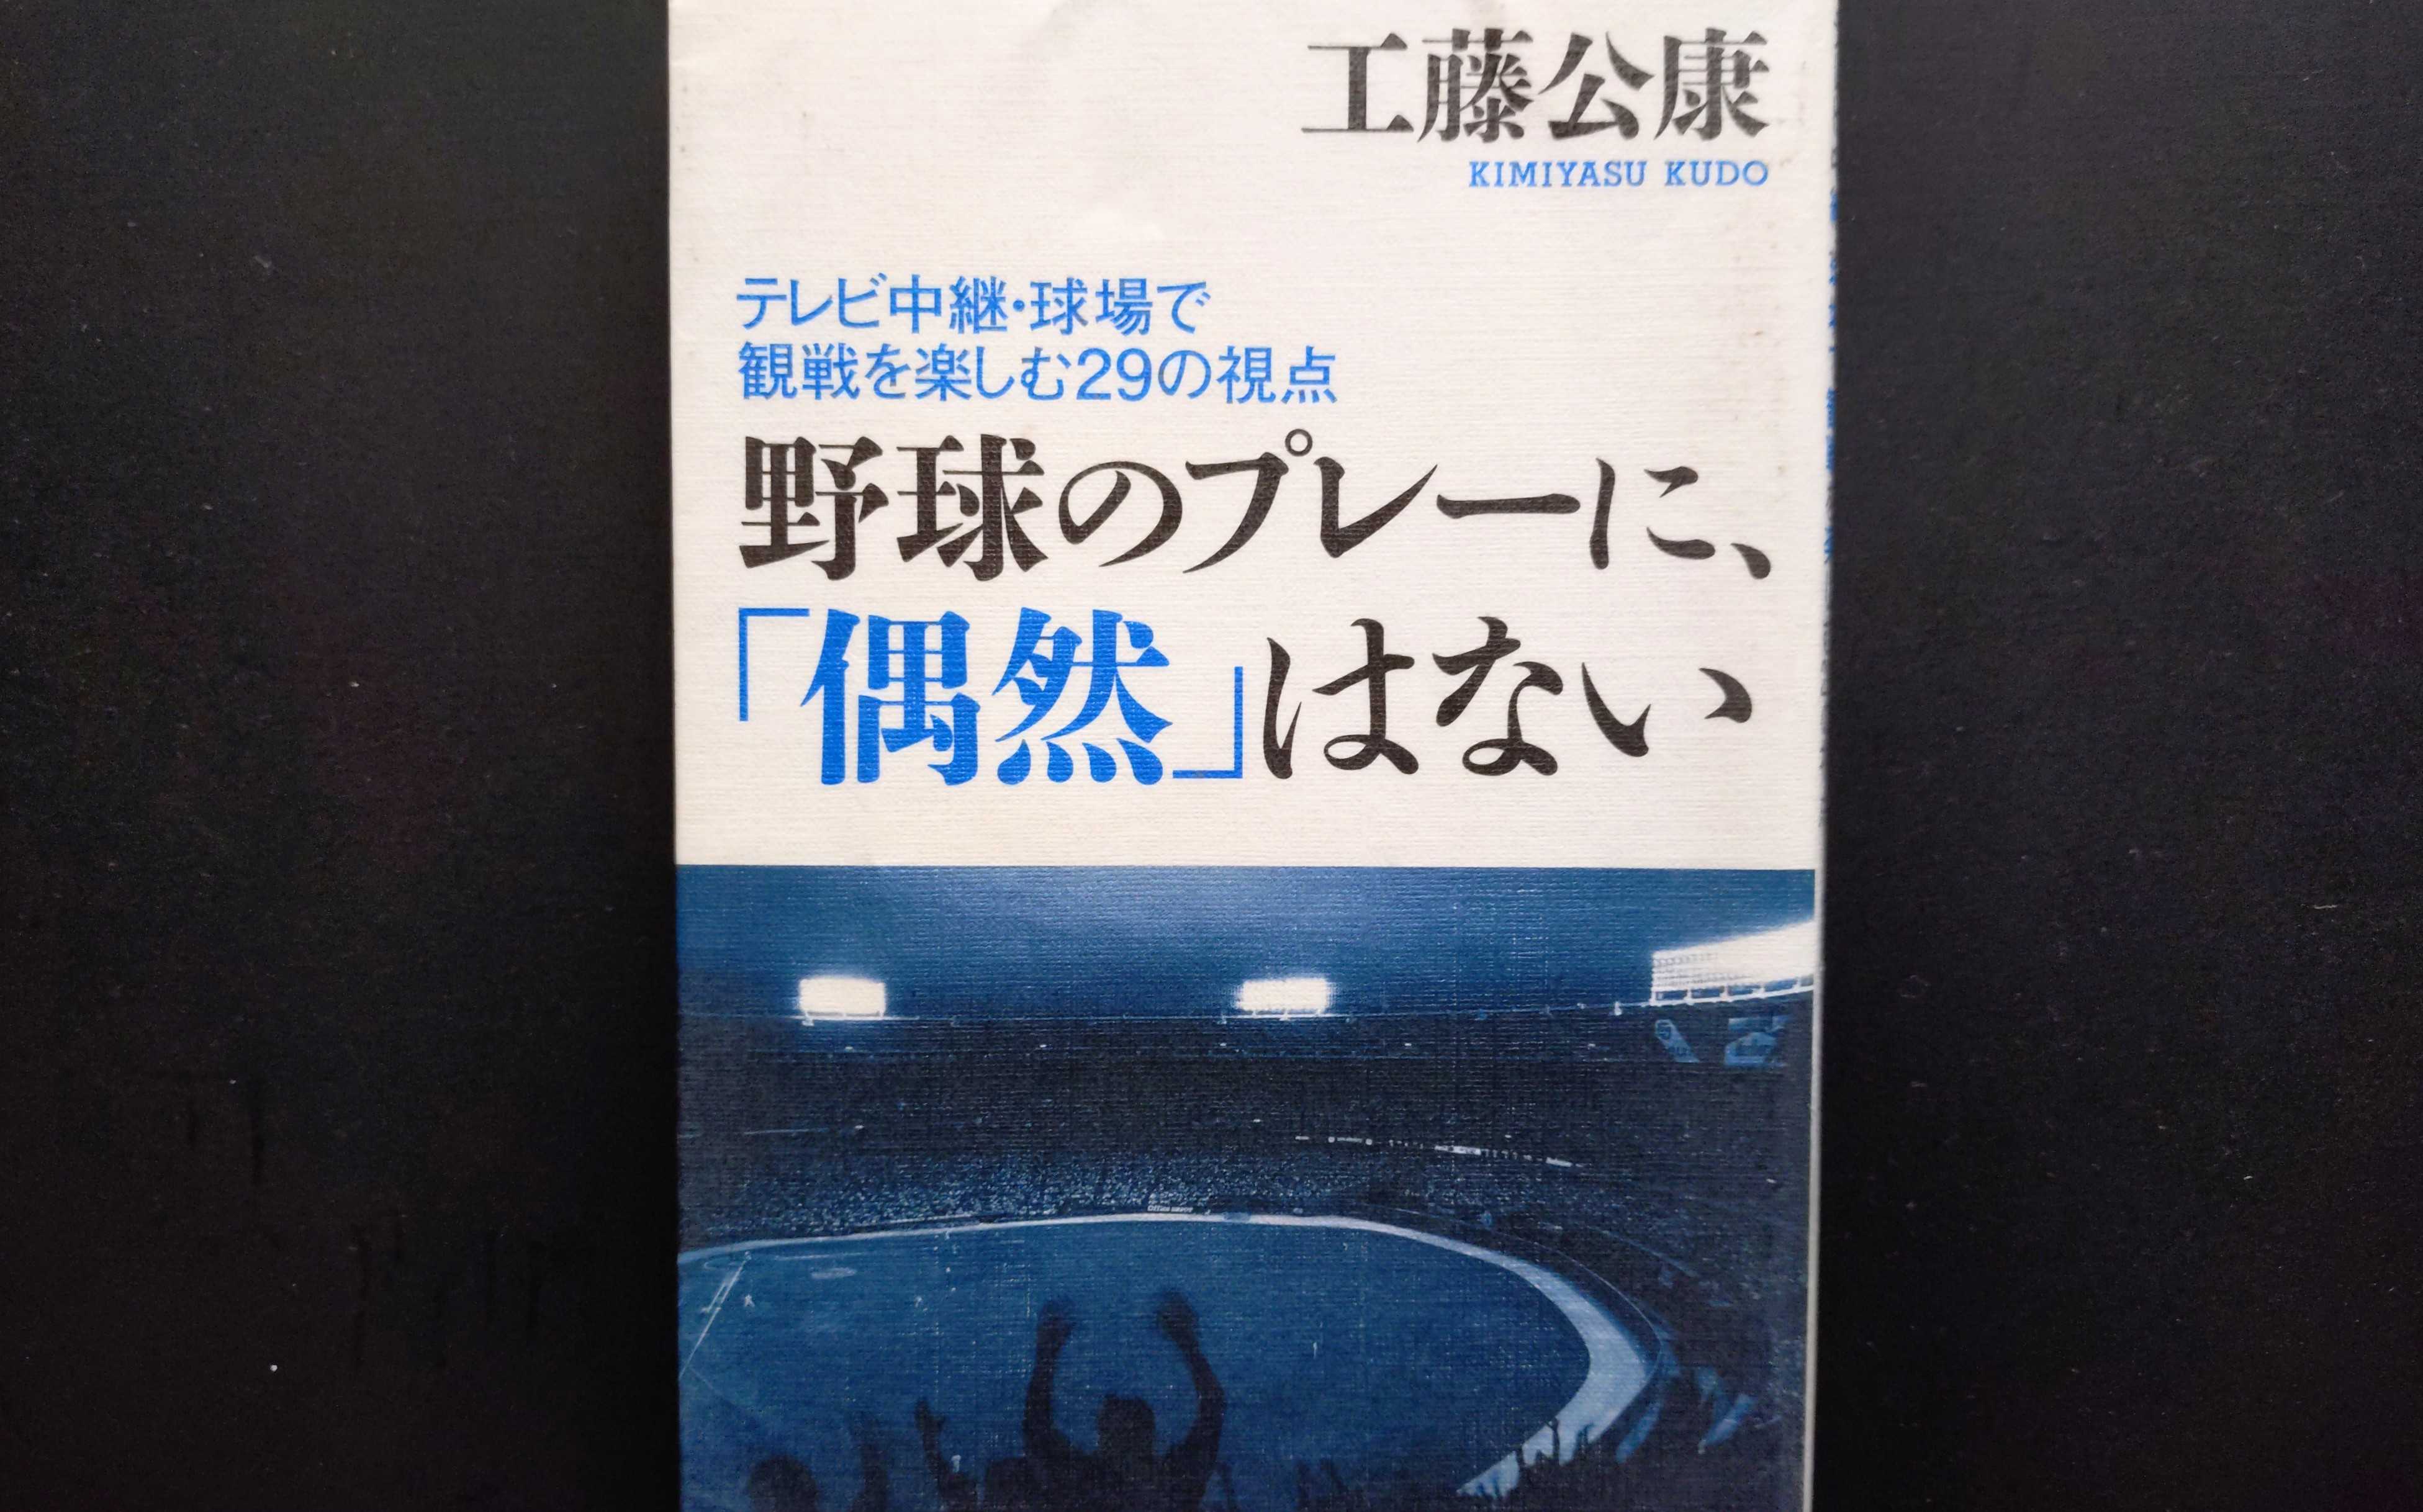 工藤公康
KIMIYASU KUDO
テレビ中継・球場で
観戦を楽しむ29の視点
野球のプレーに、
「偶然」はない